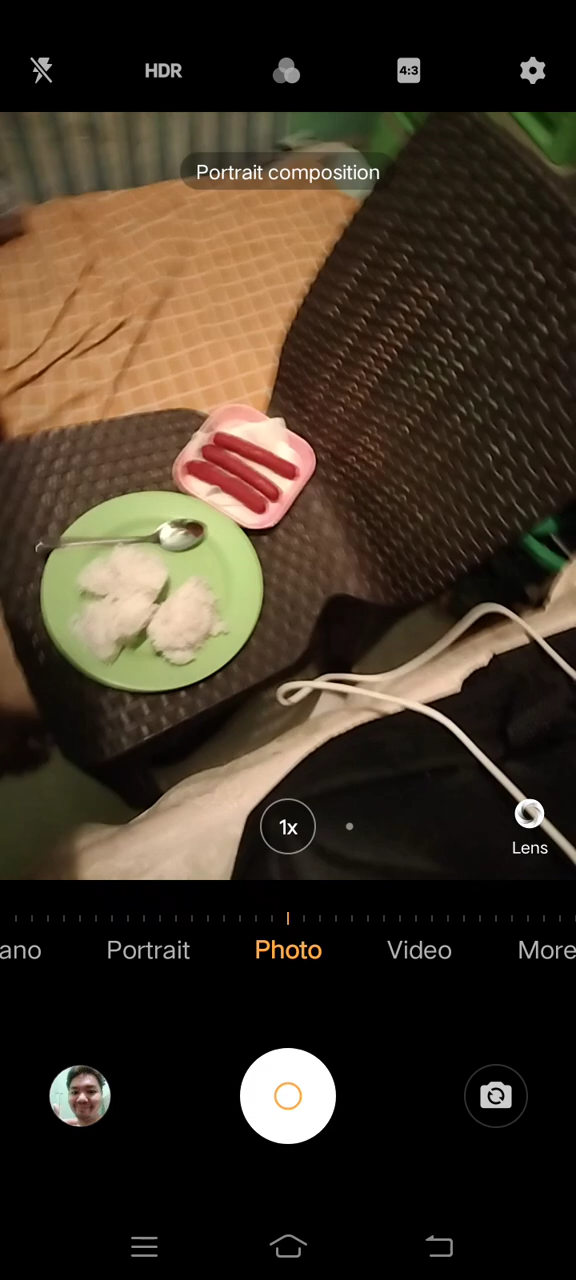 HDR
4:3
Portrait composition
1x
Lens
ano
Portrait
Photo
Video
More